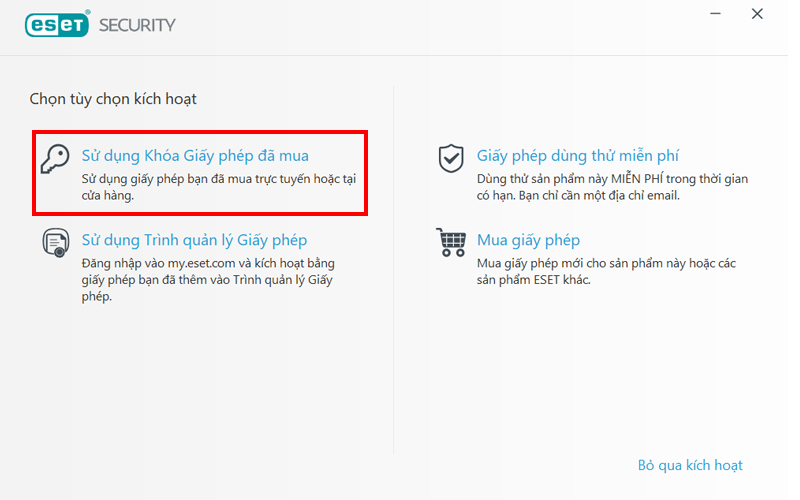 eseT® SECURITY
Chọn tùy chọn kích hoạt
Sử dụng Khóa Giấy phép đã mua
Sử dụng giấy phép bạn đã mua trực tuyến hoặc tại
cửa hàng.
Sử dụng Trình quản lý Giấy phép
Đăng nhập vào my.eset.com và kích hoạt bằng
giấy phép bạn đã thêm vào Trình quản lý Giấy
phép.
Giấy phép dùng thử miễn phí
Dùng thử sản phẩm này MIỄN PHÍ trong thời gian
có hạn. Bạn chỉ cần một địa chỉ email.
Mua giấy phép
Mua giấy phép mới cho sản phẩm này hoặc các
sản phẩm ESET khác.
Bỏ qua kích hoạt